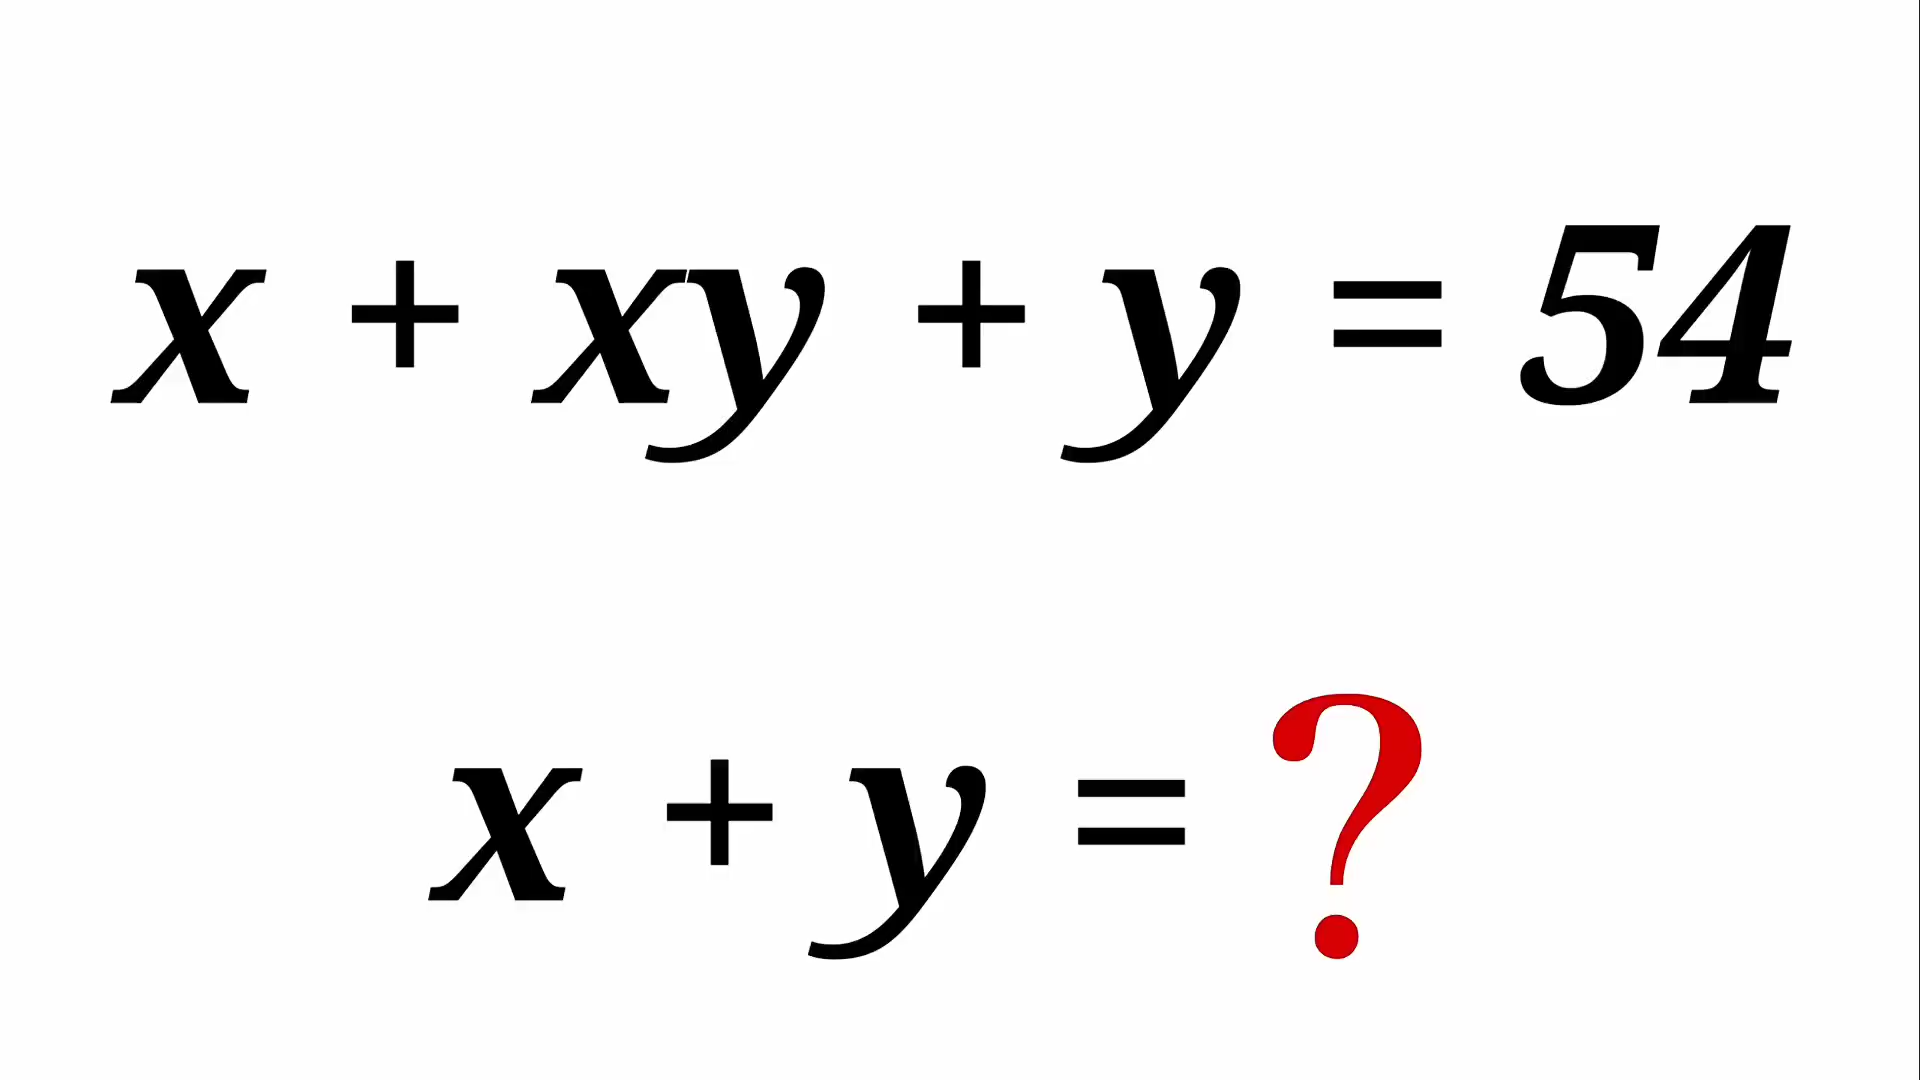 x + xy + y = 54
x + y = ?